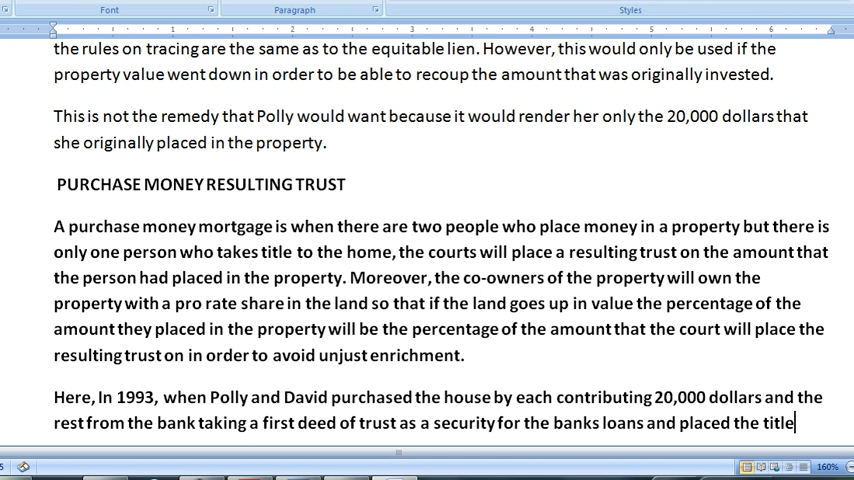 Font Paragraph Styles
1 2 3 4 5 6
the rules on tracing are the same as to the equitable lien. However, this would only be used if the
property value went down in order to be able to recoup the amount that was originally invested.
This is not the remedy that Polly would want because it would render her only the 20,000 dollars that
she originally placed in the property.
PURCHASE MONEY RESULTING TRUST
A purchase money mortgage is when there are two people who place money in a property but there is
only one person who takes title to the home, the courts will place a resulting trust on the amount that
the person had placed in the property. Moreover, the co-owners of the property will own the
property with a pro rate share in the land so that if the land goes up in value the percentage of the
amount they placed in the property will be the percentage of the amount that the court will place the
resulting trust on in order to avoid unjust enrichment.
Here, In 1993, when Polly and David purchased the house by each contributing 20,000 dollars and the
rest from the bank taking a first deed of trust as a security for the banks loans and placed the title
5 160%